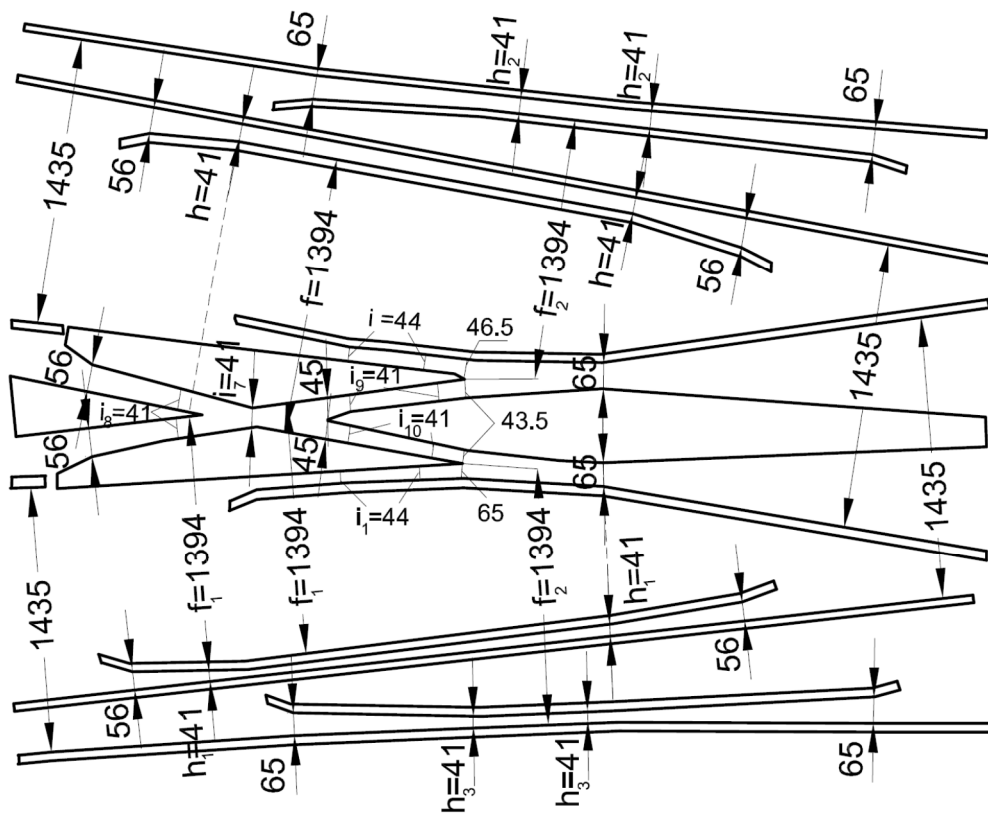 65
h₂=41
h₂=41
65
1435
56
h=41
f=1394
f₂=1394
h=41
56
1435
1435
56
i₇=41
i=44
46.5
45
i₉=41
65
i₈=41
i₁₀=41
43.5
56
45
65
i₁=44
65
1435
f₁=1394
f₁=1394
f₂=1394
h₁=41
56
h₁=41
56
65
h₃=41
h₃=41
65